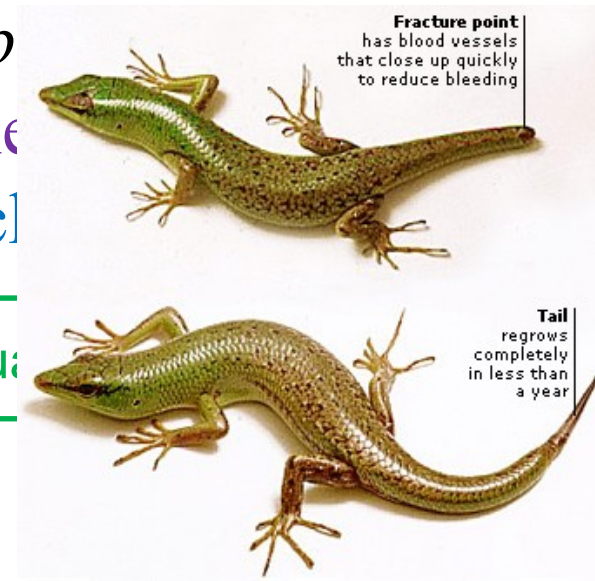 Fracture point
has blood vessels
that close up quickly
to reduce bleeding
Tail
regrows
completely
in less than
a year